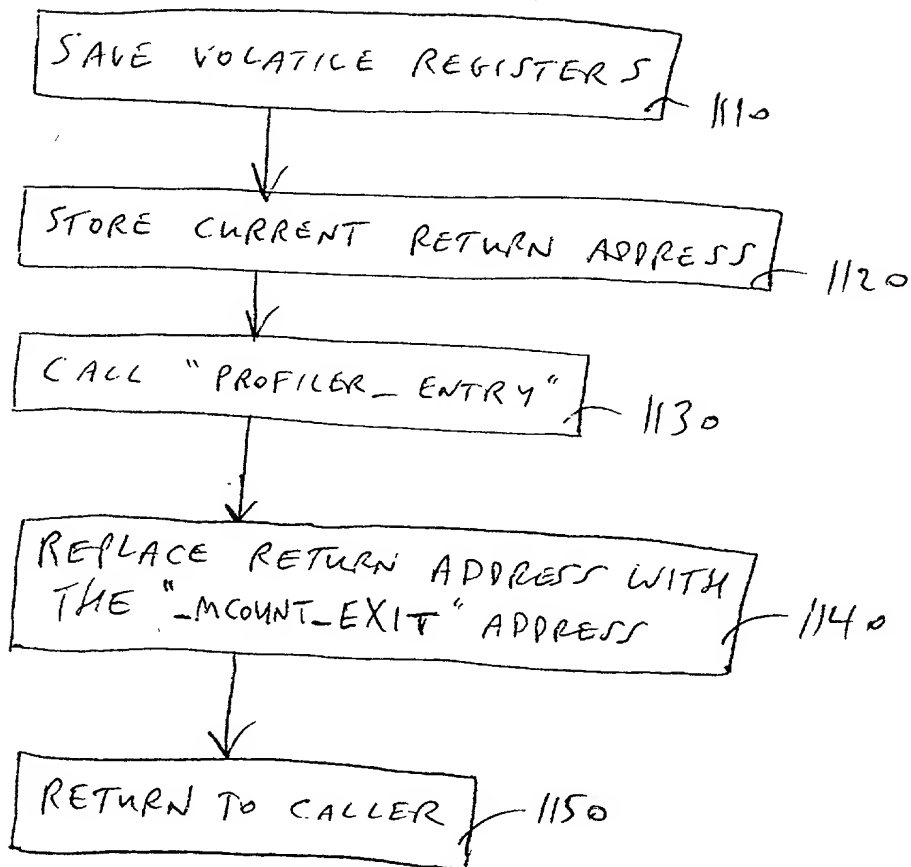 SAVE VOLATILE REGISTERS
1110
STORE CURRENT RETURN ADDRESS
1120
CALL "PROFILER_ENTRY"
1130
REPLACE RETURN ADDRESS WITH
THE "_MCOUNT_EXIT" ADDRESS
1140
RETURN TO CALLER
1150